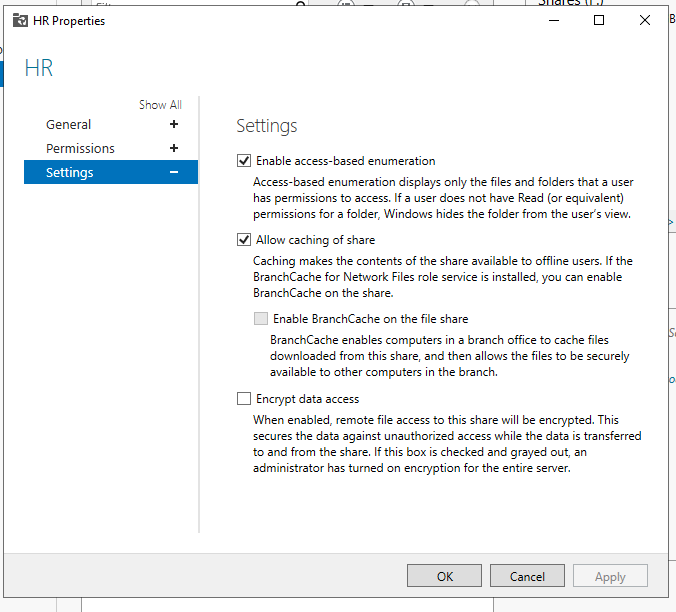 HR Properties
HR
Show All
General +
Permissions +
Settings −
Settings
Enable access-based enumeration
Access-based enumeration displays only the files and folders that a user
has permissions to access. If a user does not have Read (or equivalent)
permissions for a folder, Windows hides the folder from the user's view.
Allow caching of share
Caching makes the contents of the share available to offline users. If the
BranchCache for Network Files role service is installed, you can enable
BranchCache on the share.
Enable BranchCache on the file share
BranchCache enables computers in a branch office to cache files
downloaded from this share, and then allows the files to be securely
available to other computers in the branch.
Encrypt data access
When enabled, remote file access to this share will be encrypted. This
secures the data against unauthorized access while the data is transferred
to and from the share. If this box is checked and grayed out, an
administrator has turned on encryption for the entire server.
OK Cancel Apply